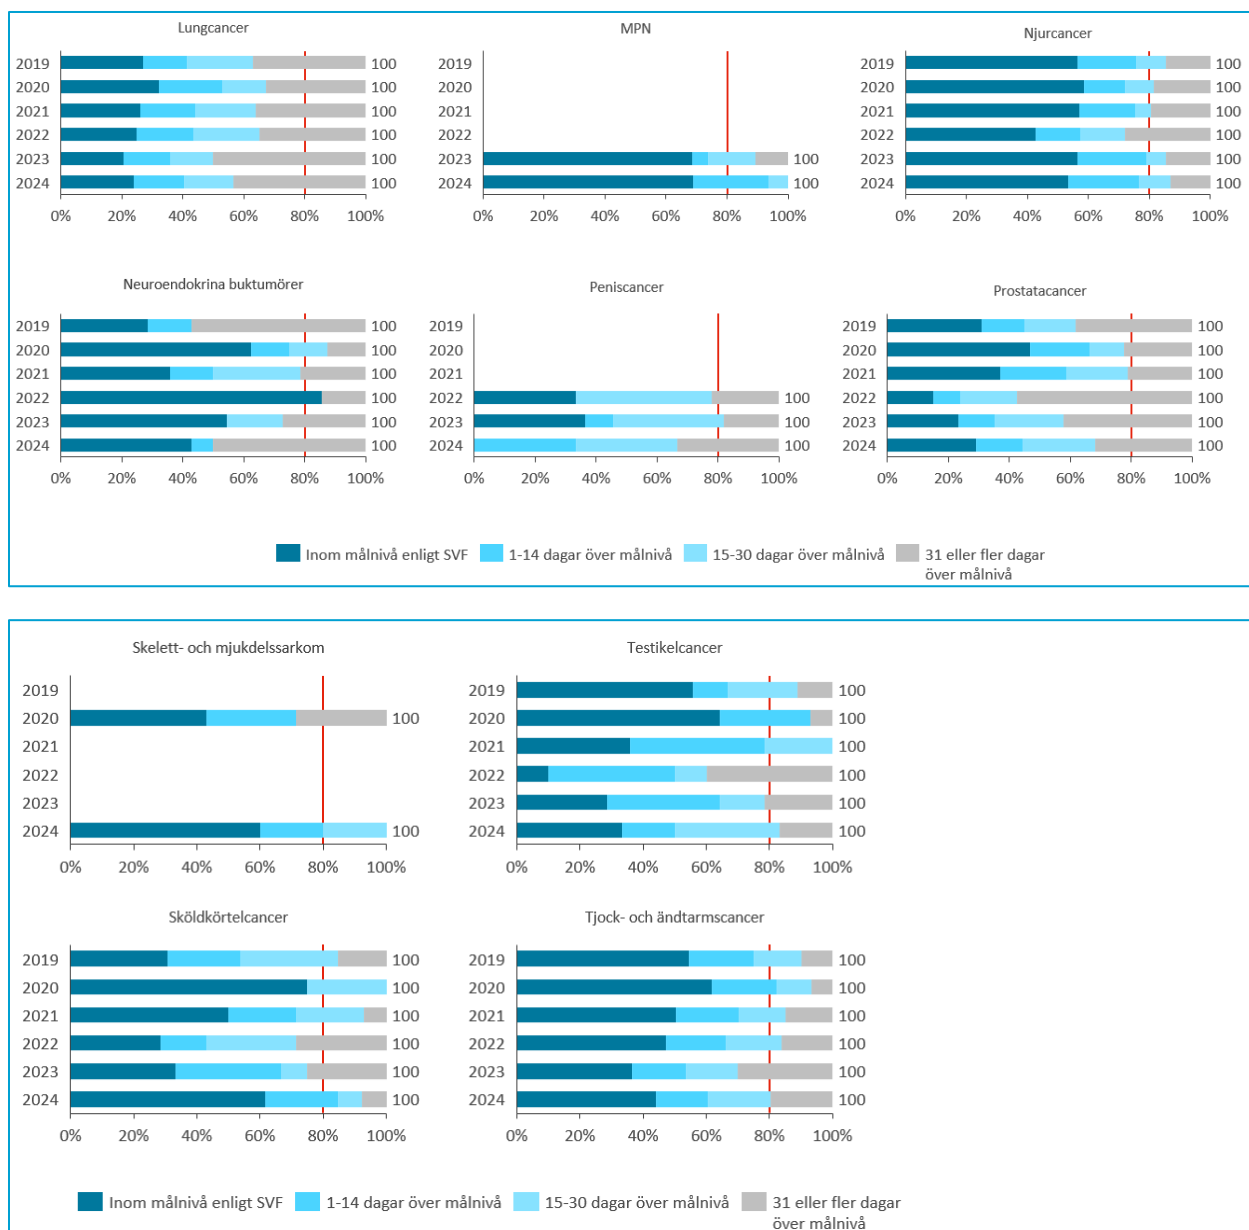 Lungcancer
2019 100
2020 100
2021 100
2022 100
2023 100
2024 100
0% 20% 40% 60% 80% 100%
MPN
2019
2020
2021
2022
2023 100
2024 100
0% 20% 40% 60% 80% 100%
Njurcancer
2019 100
2020 100
2021 100
2022 100
2023 100
2024 100
0% 20% 40% 60% 80% 100%
Neuroendokrina buktumörer
2019 100
2020 100
2021 100
2022 100
2023 100
2024 100
0% 20% 40% 60% 80% 100%
Peniscancer
2019
2020
2021
2022 100
2023 100
2024 100
0% 20% 40% 60% 80% 100%
Prostatacancer
2019 100
2020 100
2021 100
2022 100
2023 100
2024 100
0% 20% 40% 60% 80% 100%
Inom målnivå enligt SVF 1-14 dagar över målnivå 15-30 dagar över målnivå 31 eller fler dagar
över målnivå
Skelett- och mjukdelssarkom
2019
2020 100
2021
2022
2023
2024 100
0% 20% 40% 60% 80% 100%
Testikelcancer
2019 100
2020 100
2021 100
2022 100
2023 100
2024 100
0% 20% 40% 60% 80% 100%
Sköldkörtelcancer
2019 100
2020 100
2021 100
2022 100
2023 100
2024 100
0% 20% 40% 60% 80% 100%
Tjock- och ändtarmscancer
2019 100
2020 100
2021 100
2022 100
2023 100
2024 100
0% 20% 40% 60% 80% 100%
Inom målnivå enligt SVF 1-14 dagar över målnivå 15-30 dagar över målnivå 31 eller fler dagar
över målnivå